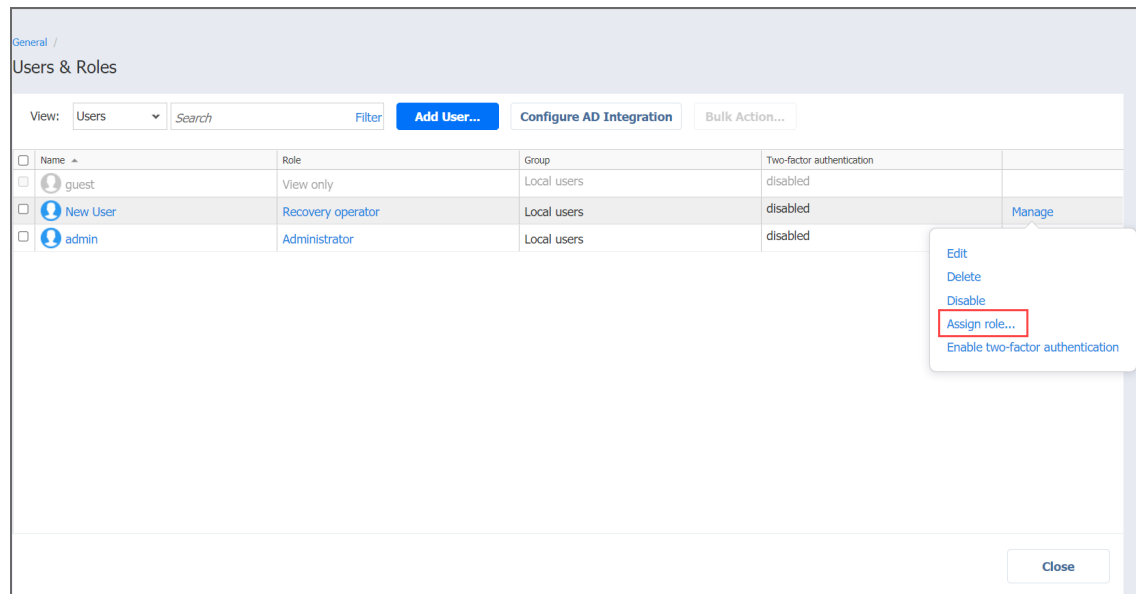 General /
Users & Roles
View: Users Search Filter Add User... Configure AD Integration Bulk Action...
Name Role Group Two-factor authentication
guest View only Local users disabled
New User Recovery operator Local users disabled Manage
admin Administrator Local users disabled
Edit
Delete
Disable
Assign role...
Enable two-factor authentication
Close